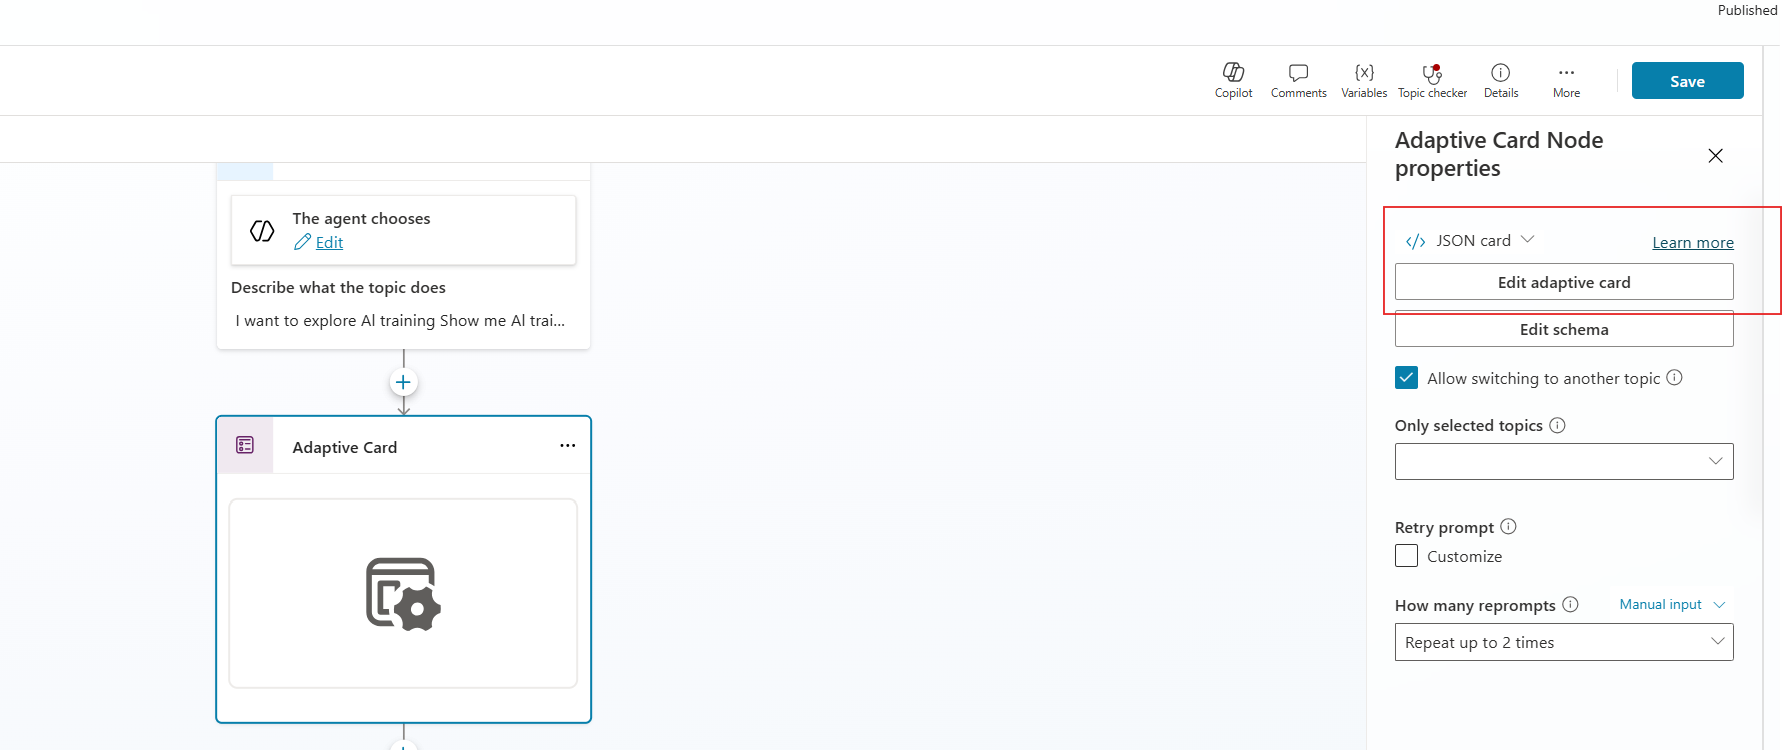 Published
Copilot
Comments
{x}
Variables
Topic checker
Details
More
Save
The agent chooses
Edit
Describe what the topic does
I want to explore AI training Show me AI trai...
Adaptive Card
Adaptive Card Node
properties
JSON card
Learn more
Edit adaptive card
Edit schema
Allow switching to another topic
Only selected topics
Retry prompt
Customize
How many reprompts
Manual input
Repeat up to 2 times